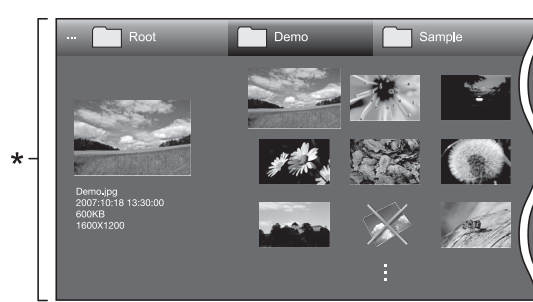 ... Root Demo Sample
*
Demo.jpg
2007:10:18 13:30:00
600KB
1600X1200